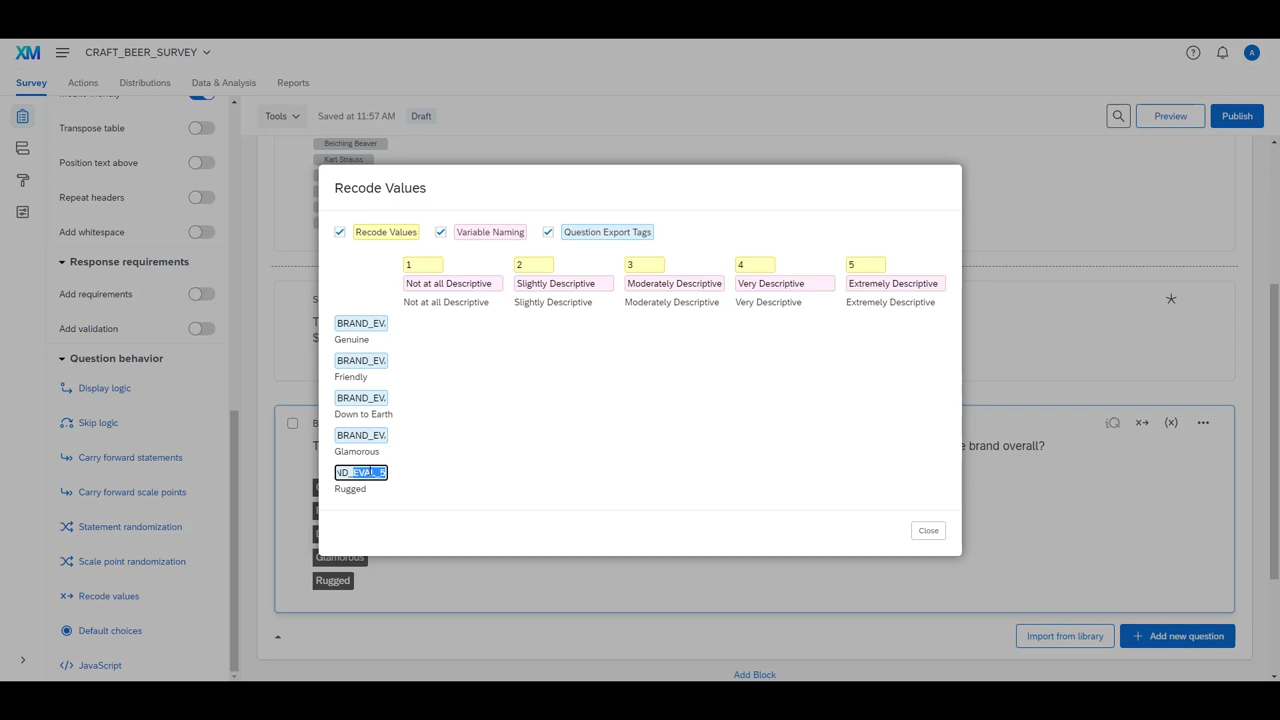 XM
CRAFT_BEER_SURVEY
A
Survey
Actions
Distributions
Data & Analysis
Reports
Tools
Saved at 11:57 AM
Draft
Preview
Publish
Transpose table
Position text above
Repeat headers
Add whitespace
Response requirements
Add requirements
Add validation
Question behavior
Display logic
Skip logic
Carry forward statements
Carry forward scale points
Statement randomization
Scale point randomization
Recode values
Default choices
JavaScript
Belching Beaver
Karl Strauss
Recode Values
Recode Values
Variable Naming
Question Export Tags
1 2 3 4 5
Not at all Descriptive Slightly Descriptive Moderately Descriptive Very Descriptive Extremely Descriptive
Not at all Descriptive Slightly Descriptive Moderately Descriptive Very Descriptive Extremely Descriptive
BRAND_EV
Genuine
BRAND_EV
Friendly
BRAND_EV
Down to Earth
BRAND_EV
Glamorous
ND_EVAL_5
Rugged
Close
e brand overall?
iQ
Glamorous
Rugged
Import from library
Add new question
Add Block